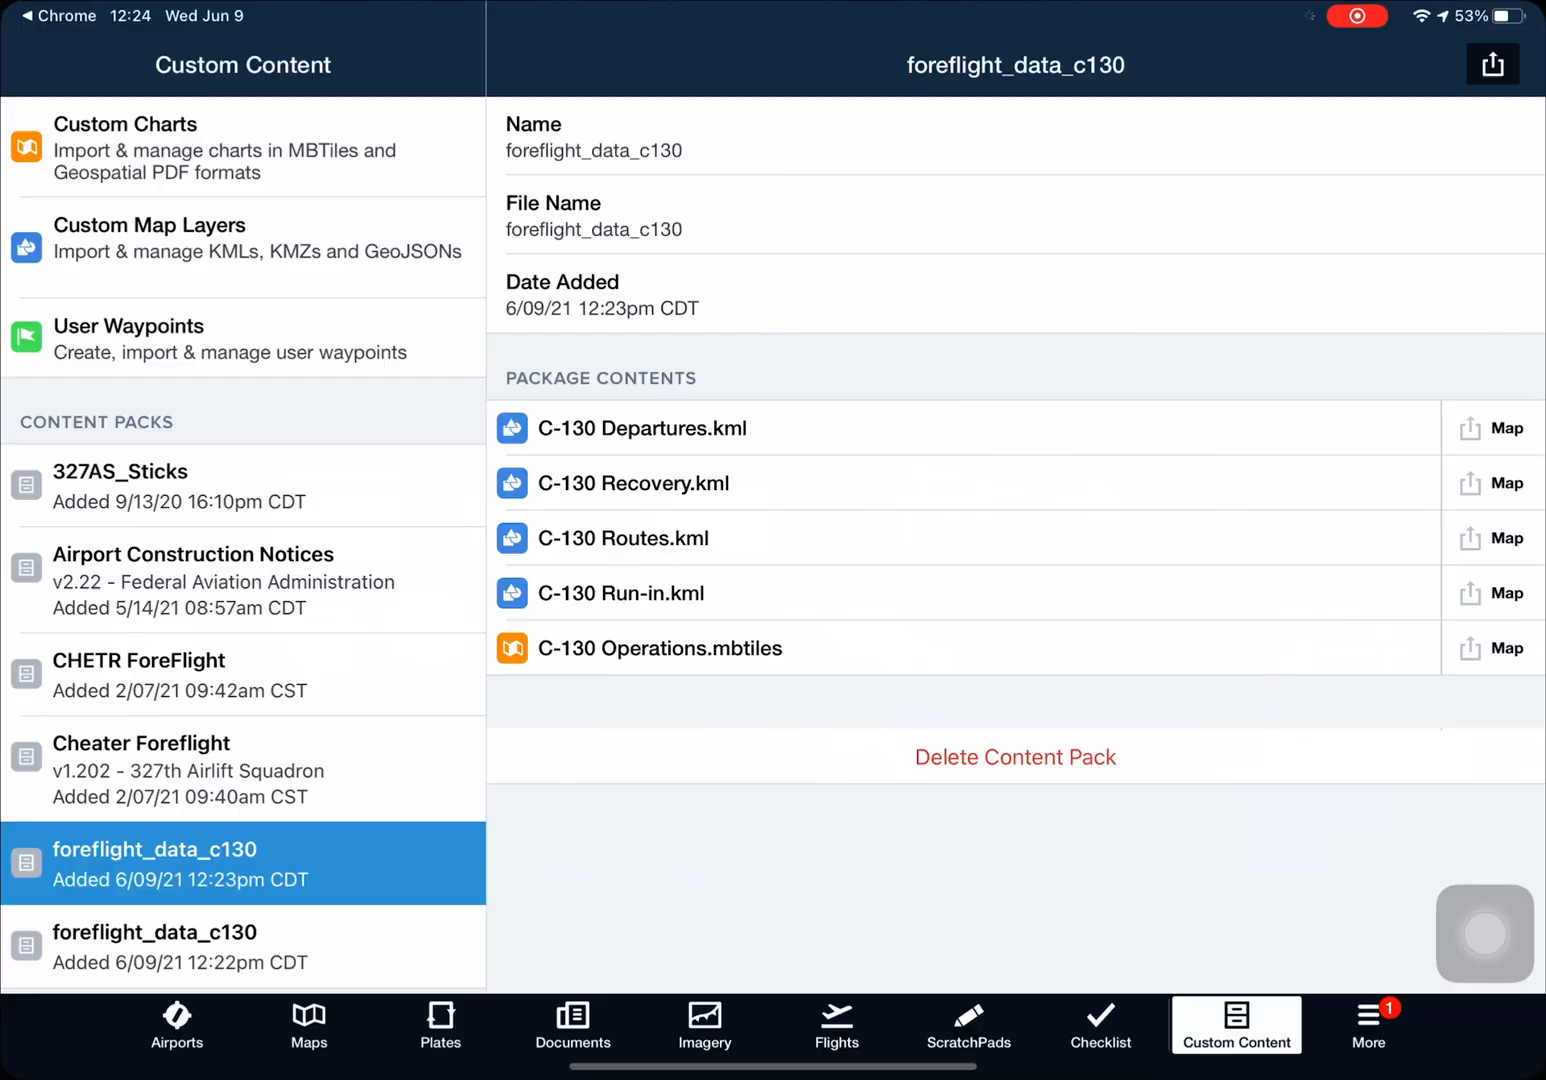 ◀ Chrome 12:24 Wed Jun 9
53%
Custom Content
foreflight_data_c130
Custom Charts
Import & manage charts in MBTiles and
Geospatial PDF formats
Custom Map Layers
Import & manage KMLs, KMZs and GeoJSONs
User Waypoints
Create, import & manage user waypoints
CONTENT PACKS
327AS_Sticks
Added 9/13/20 16:10pm CDT
Airport Construction Notices
v2.22 - Federal Aviation Administration
Added 5/14/21 08:57am CDT
CHETR ForeFlight
Added 2/07/21 09:42am CST
Cheater Foreflight
v1.202 - 327th Airlift Squadron
Added 2/07/21 09:40am CST
foreflight_data_c130
Added 6/09/21 12:23pm CDT
foreflight_data_c130
Added 6/09/21 12:22pm CDT
Name
foreflight_data_c130
File Name
foreflight_data_c130
Date Added
6/09/21 12:23pm CDT
PACKAGE CONTENTS
C-130 Departures.kml Map
C-130 Recovery.kml Map
C-130 Routes.kml Map
C-130 Run-in.kml Map
C-130 Operations.mbtiles Map
Delete Content Pack
Airports Maps Plates Documents Imagery Flights ScratchPads Checklist Custom Content More 1